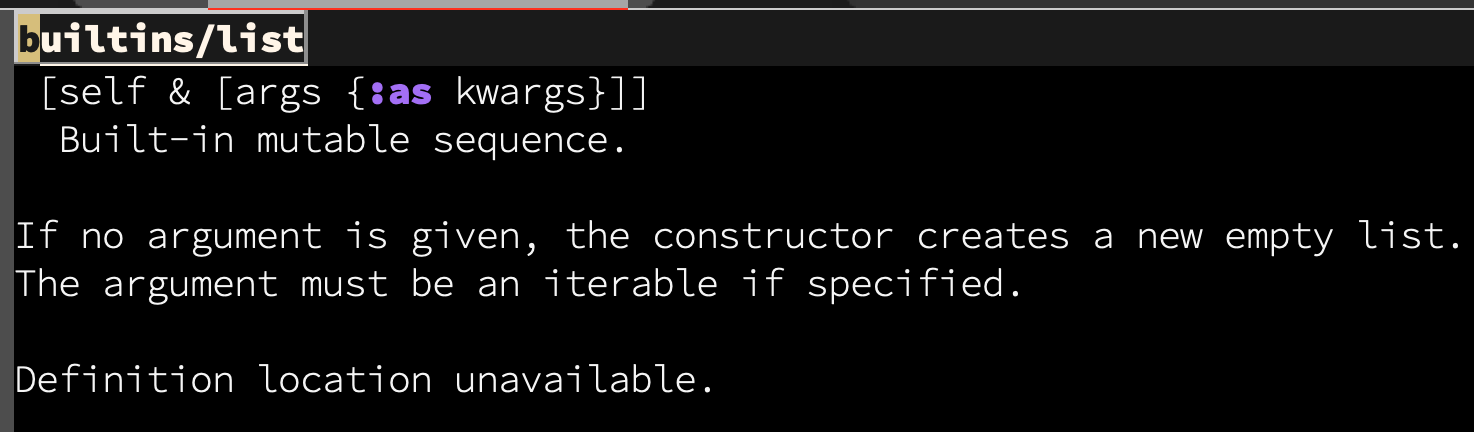 builtins/list
[self & [args {:as kwargs}]]
Built-in mutable sequence.
If no argument is given, the constructor creates a new empty list.
The argument must be an iterable if specified.
Definition location unavailable.